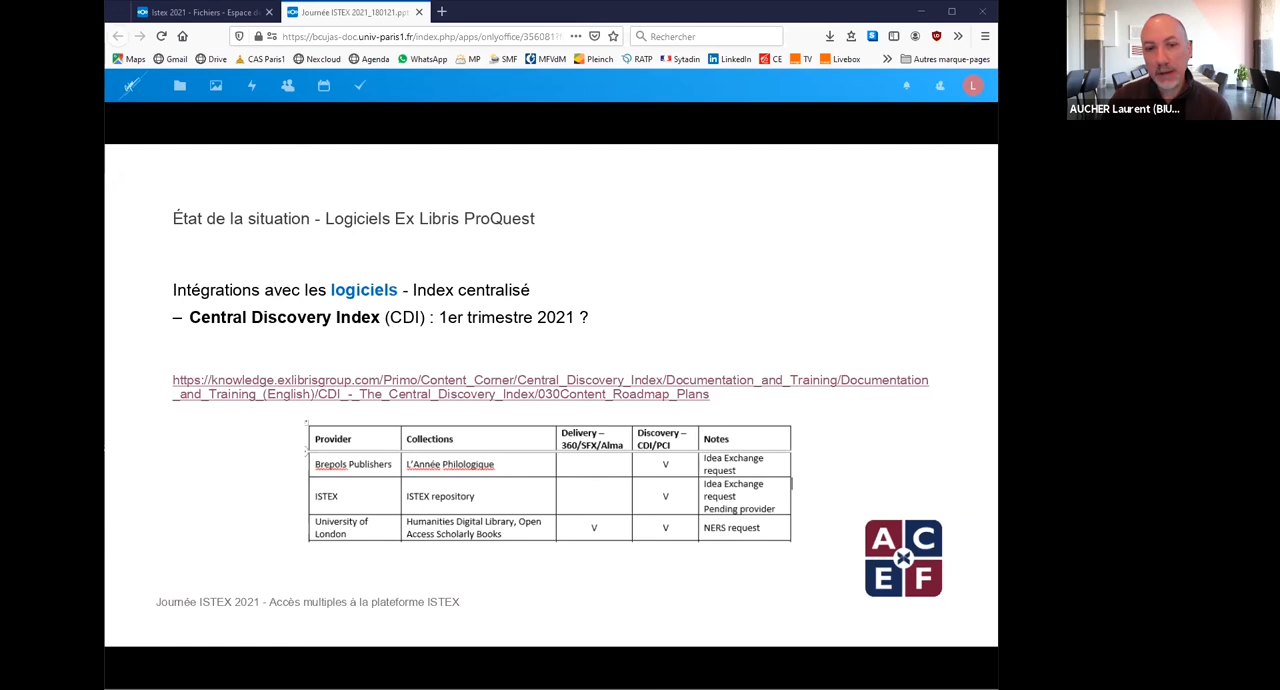 Istex 2021 - Fichiers - Espace d
Journée ISTEX 2021_180121.ppt
https://bcujas-doc.univ-paris1.fr/index.php/apps/onlyoffice/356081?
Rechercher
Maps Gmail Drive CAS Paris1 Nexcloud Agenda WhatsApp MP SMF MFVdM Pleinch RATP Sytadin LinkedIn CE TV Livebox Autres marque-pages
L
AUCHER Laurent (BIU...
État de la situation - Logiciels Ex Libris ProQuest
Intégrations avec les logiciels - Index centralisé
– Central Discovery Index (CDI) : 1er trimestre 2021 ?
https://knowledge.exlibrisgroup.com/Primo/Content_Corner/Central_Discovery_Index/Documentation_and_Training/Documentation
_and_Training_(English)/CDI_-_The_Central_Discovery_Index/030Content_Roadmap_Plans
Provider Collections Delivery – 360/SFX/Alma Discovery – CDI/PCI Notes
Brepols Publishers L'Année Philologique V Idea Exchange request
ISTEX ISTEX repository V Idea Exchange request Pending provider
University of London Humanities Digital Library, Open Access Scholarly Books V V NERS request
A C
E F
Journée ISTEX 2021 - Accès multiples à la plateforme ISTEX